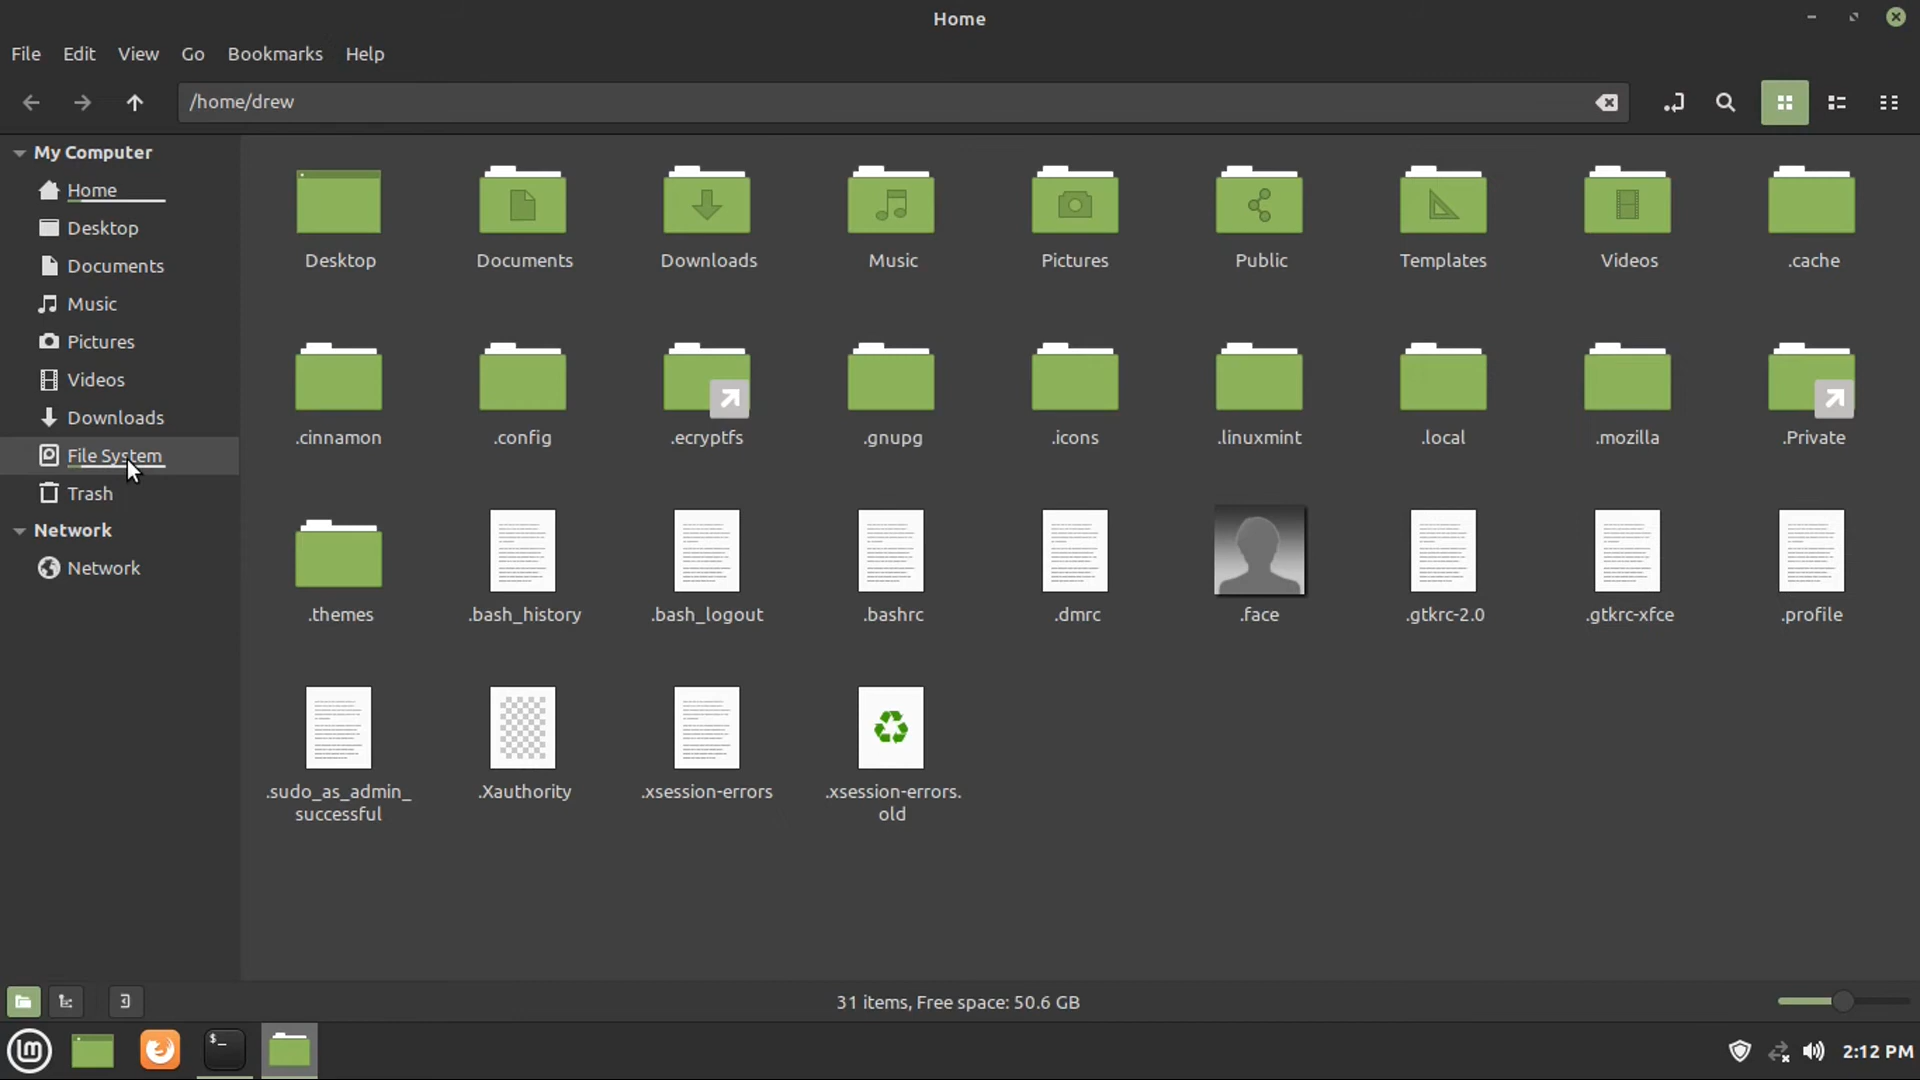 Home
File Edit View Go Bookmarks Help
/home/drew
My Computer
Home
Desktop
Documents
Music
Pictures
Videos
Downloads
File System
Trash
Network
Network
Desktop Documents Downloads Music Pictures Public Templates Videos .cache
.cinnamon .config .ecryptfs .gnupg .icons .linuxmint .local .mozilla .Private
.themes .bash_history .bash_logout .bashrc .dmrc .face .gtkrc-2.0 .gtkrc-xfce .profile
.sudo_as_admin_ .Xauthority .xsession-errors .xsession-errors.
successful old
31 items, Free space: 50.6 GB
$_
2:12 PM